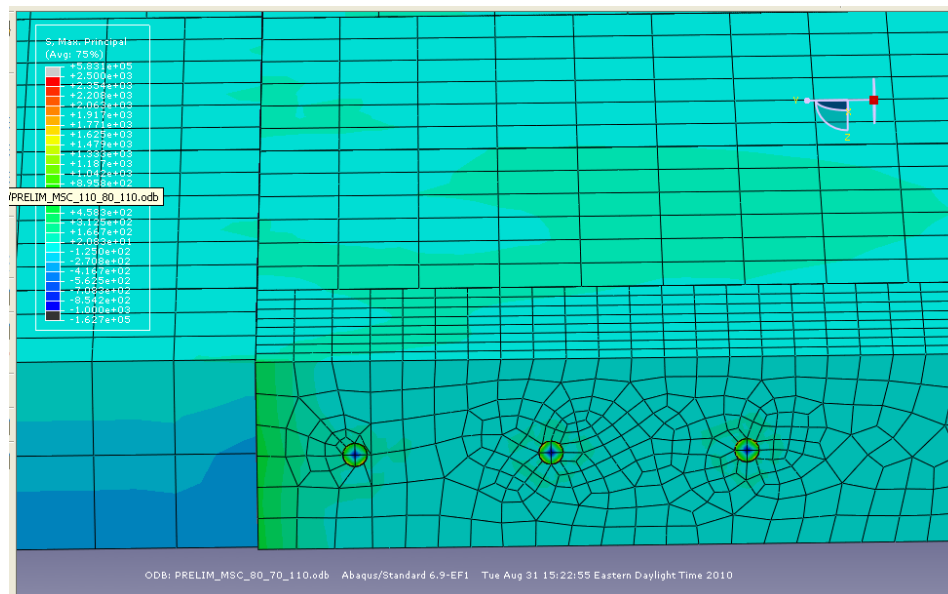 S, Max. Principal
(Avg: 75%)
+5.831e+05
+2.500e+03
+2.354e+03
+2.208e+03
+2.063e+03
+1.917e+03
+1.771e+03
+1.625e+03
+1.479e+03
+1.333e+03
+1.187e+03
+1.042e+03
+8.958e+02
/PRELIM_MSC_110_80_110.odb
+4.583e+02
+3.125e+02
+1.667e+02
+2.083e+01
-1.250e+02
-2.708e+02
-4.167e+02
-5.625e+02
-7.083e+02
-8.542e+02
-1.000e+03
-1.627e+05
Y
X
Z
ODB: PRELIM_MSC_80_70_110.odb Abaqus/Standard 6.9-EF1 Tue Aug 31 15:22:55 Eastern Daylight Time 2010